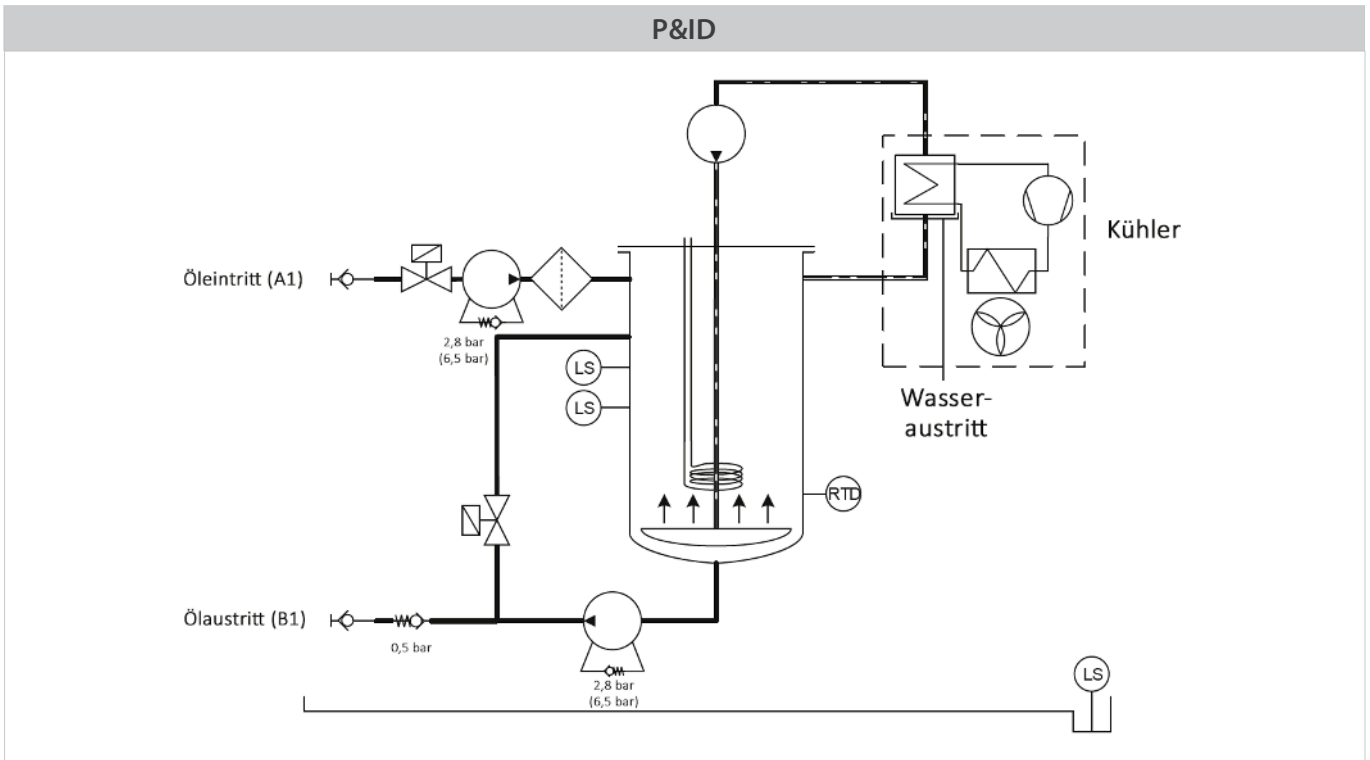 P&ID
Kühler
Öleintritt (A1)
2,8 bar
(6,5 bar)
LS
LS
Wasser-
austritt
RTD
Ölaustritt (B1)
0,5 bar
2,8 bar
(6,5 bar)
LS